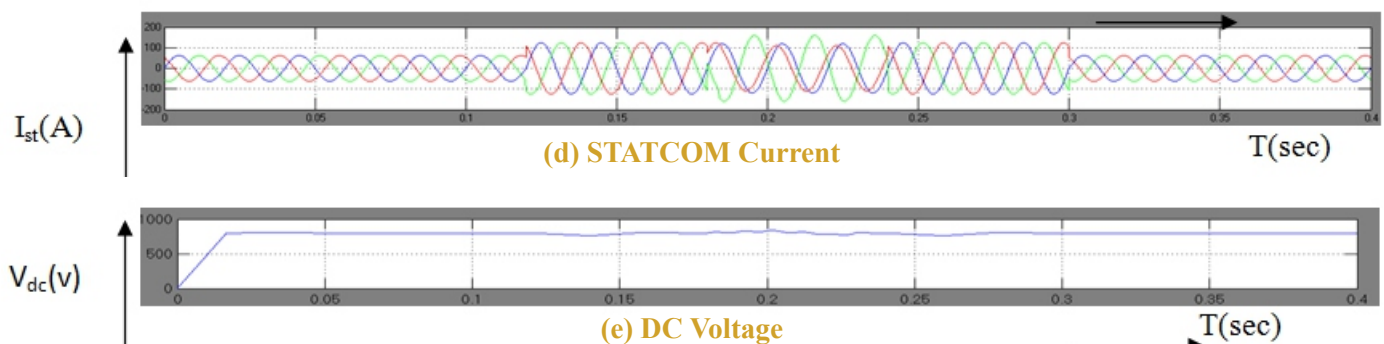 200
100
0
-100
-200
0 0.05 0.1 0.15 0.2 0.25 0.3 0.35 0.4
I_st(A)
(d) STATCOM Current
T(sec)
1000
500
0
V_dc(v)
0 0.05 0.1 0.15 0.2 0.25 0.3 0.35 0.4
(e) DC Voltage
T(sec)